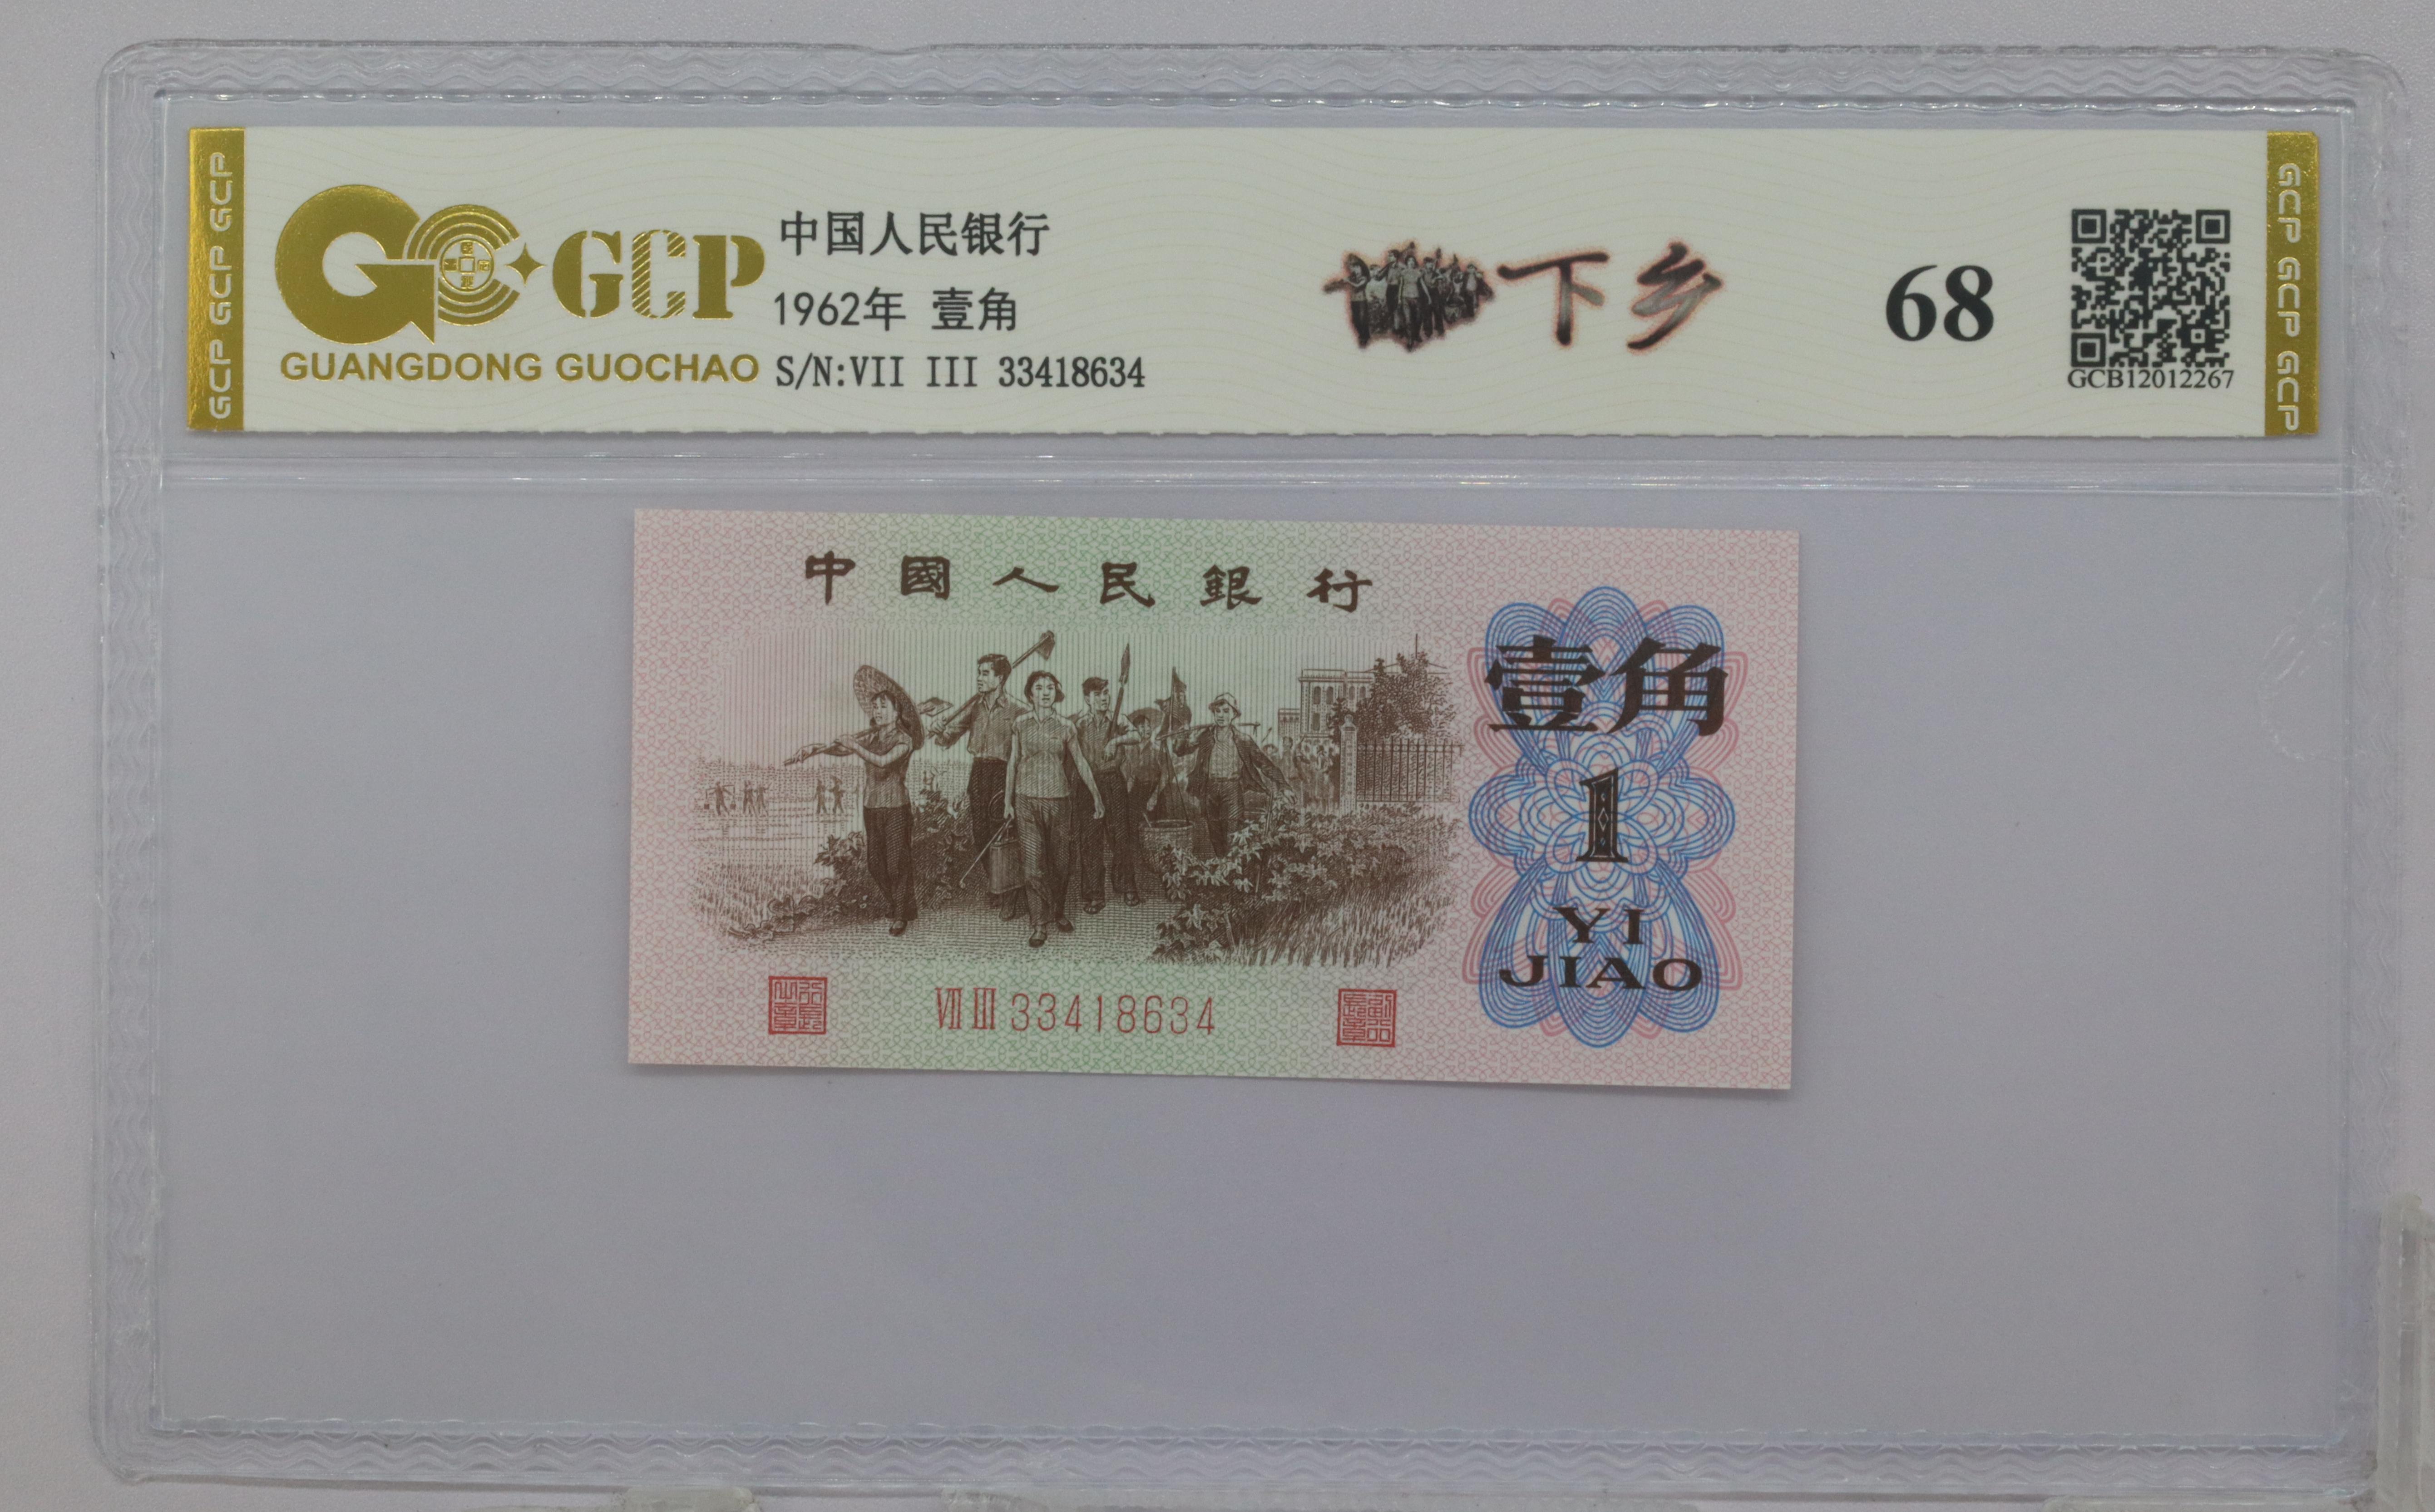 GCP GCP GCP
GCP
GUANGDONG GUOCHAO
中国人民银行
1962年 壹角
S/N:VII III 33418634
下乡
68
GCB12012267
GCP GCP GCP
中國人民銀行
壹角
1
YI
JIAO
VII III 33418634